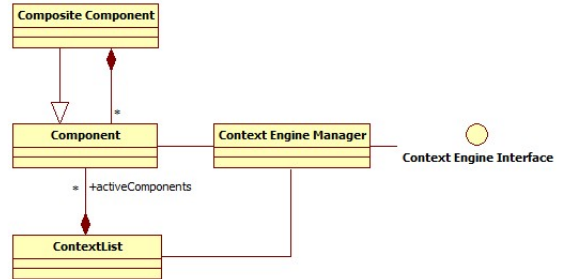 Composite Component
*
Component
Context Engine Manager
Context Engine Interface
* +activeComponents
ContextList